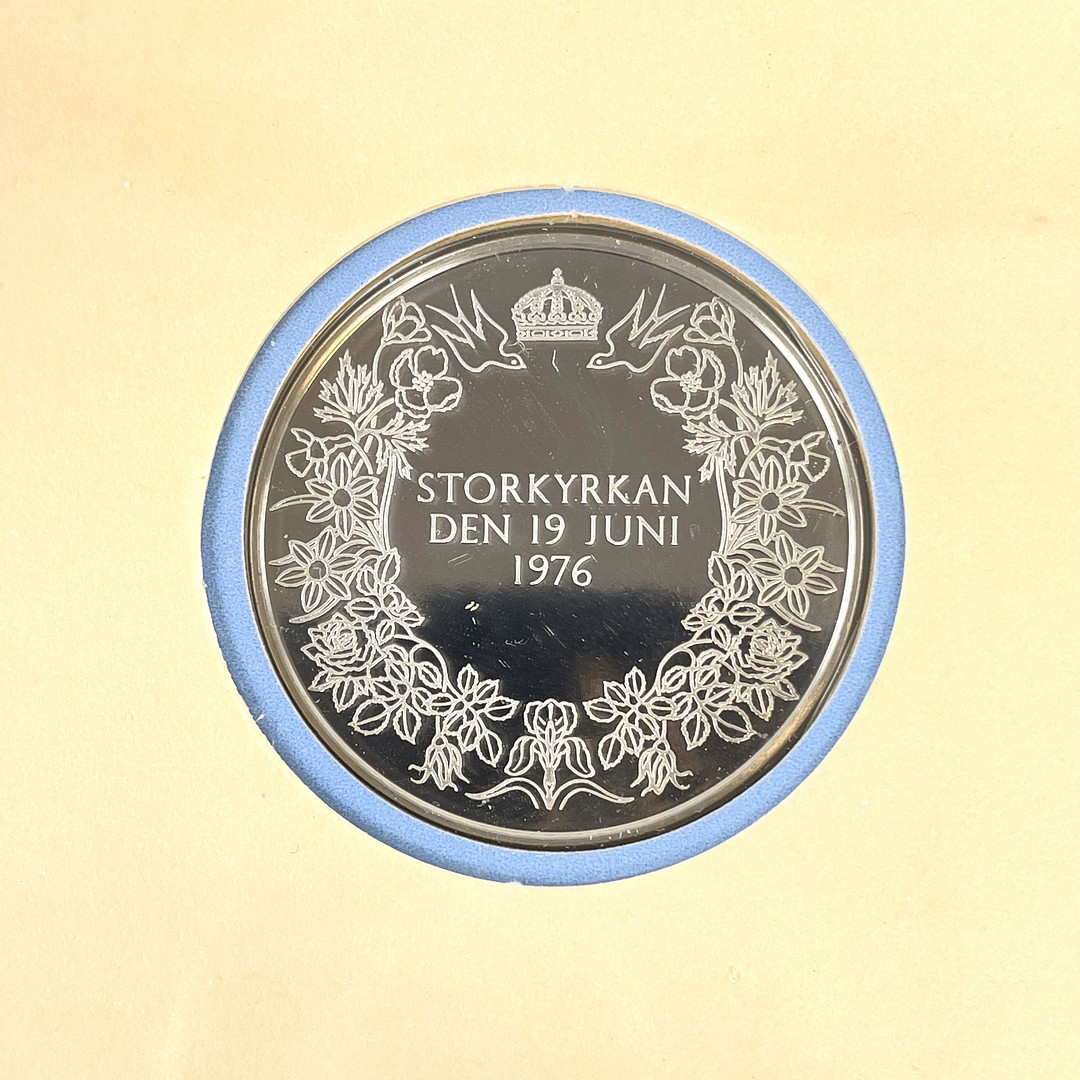 STORKYRKAN
DEN 19 JUNI
1976